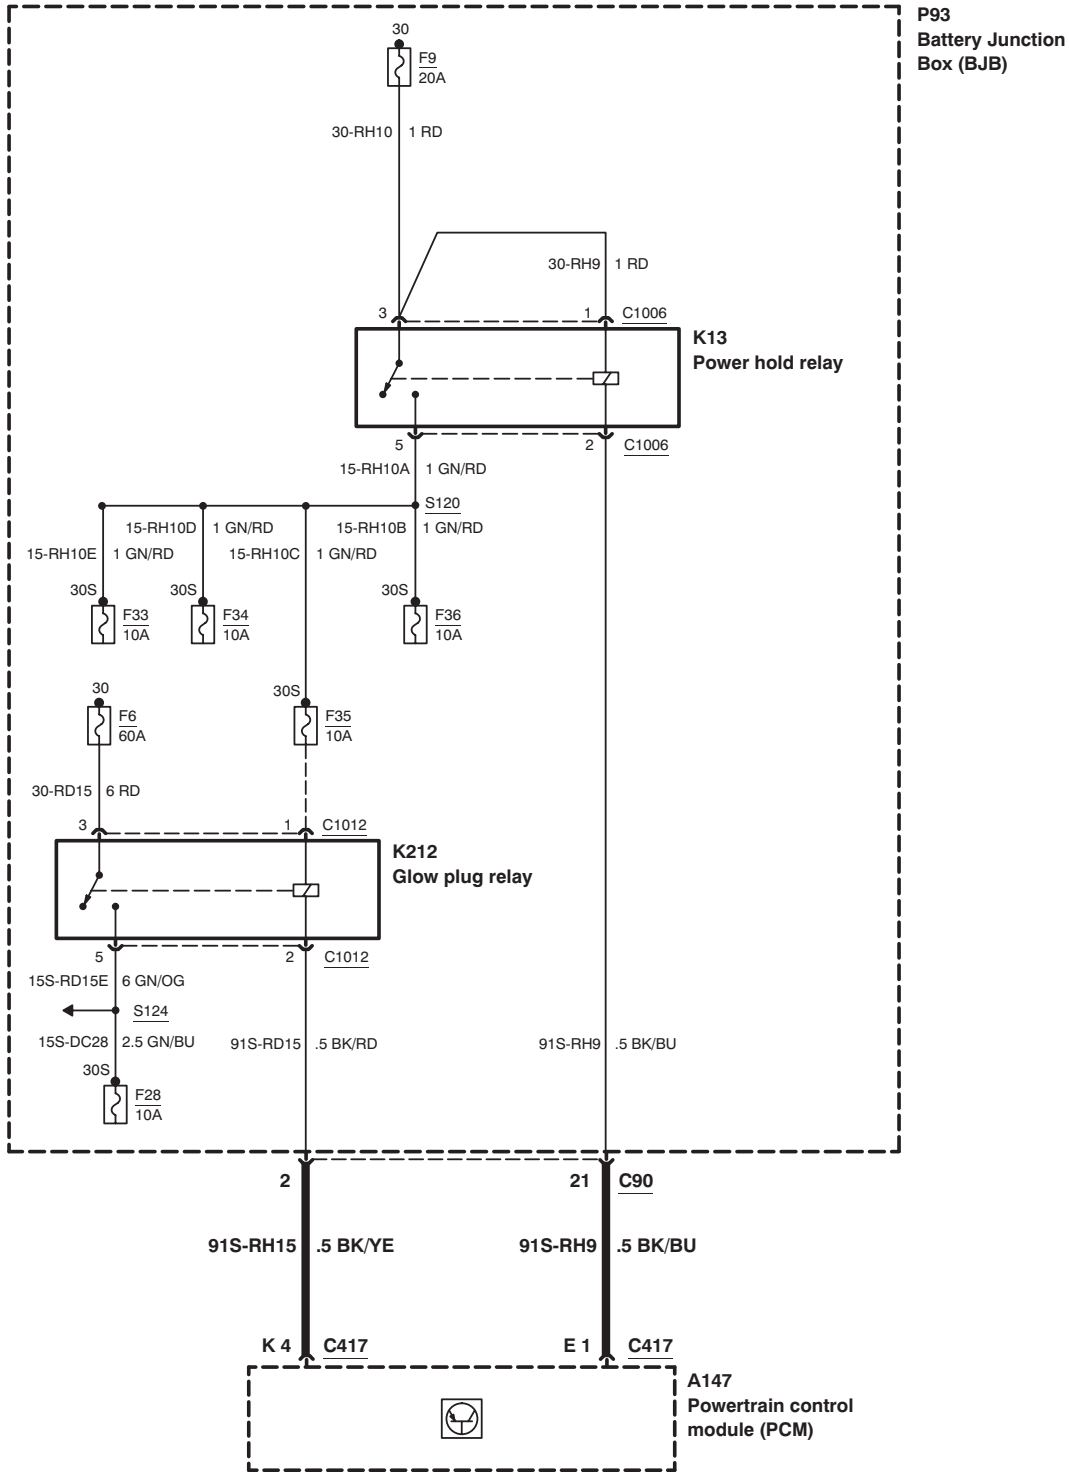 P93
Battery Junction
Box (BJB)
30
F9
20A
30-RH10 1 RD
30-RH9 1 RD
3 1 C1006
K13
Power hold relay
5 2 C1006
15-RH10A 1 GN/RD
S120
15-RH10D 1 GN/RD 15-RH10B 1 GN/RD
15-RH10E 1 GN/RD 15-RH10C 1 GN/RD
30S 30S 30S
F33 F34 F36
10A 10A 10A
30 30S
F6 F35
60A 10A
30-RD15 6 RD
3 1 C1012
K212
Glow plug relay
5 2 C1012
15S-RD15E 6 GN/OG
S124
15S-DC28 2.5 GN/BU 91S-RD15 .5 BK/RD 91S-RH9 .5 BK/BU
30S
F28
10A
2 21 C90
91S-RH15 .5 BK/YE 91S-RH9 .5 BK/BU
K 4 C417 E 1 C417
A147
Powertrain control
module (PCM)